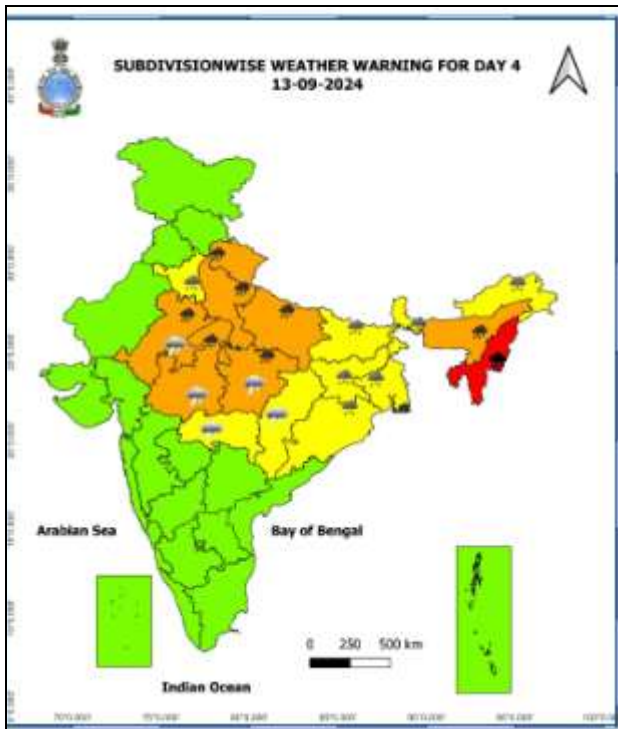 SUBDIVISIONWISE WEATHER WARNING FOR DAY 4
13-09-2024
Arabian Sea
Bay of Bengal
0 250 500 km
Indian Ocean